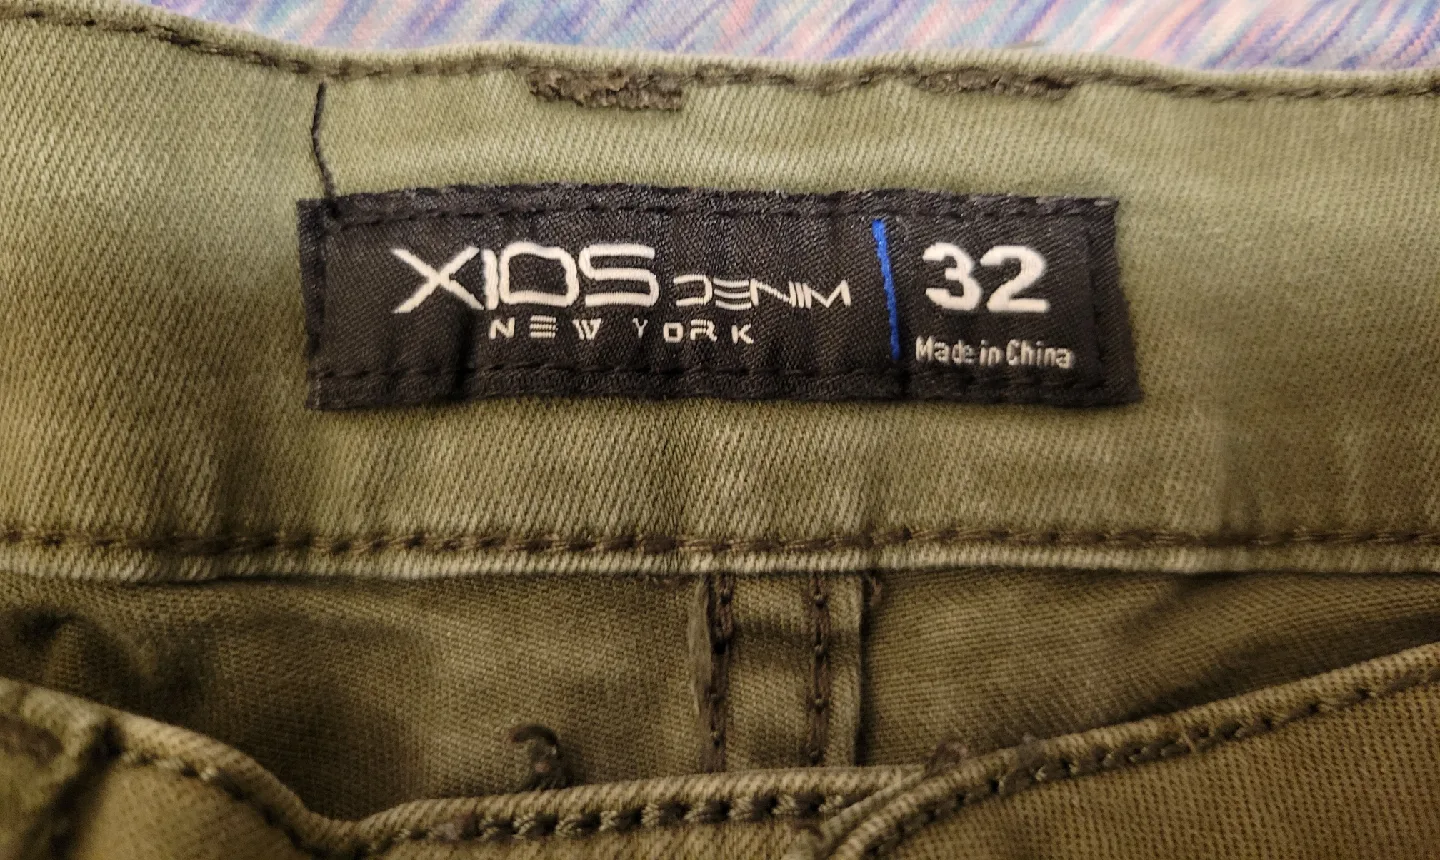 XIOS DENIM
NEW YORK
32
Made in China